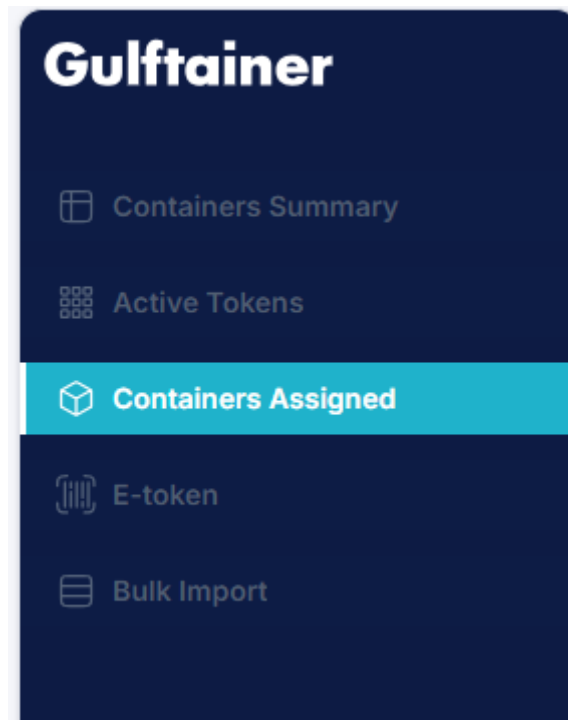 Gulftainer
Containers Summary
Active Tokens
Containers Assigned
E-token
Bulk Import